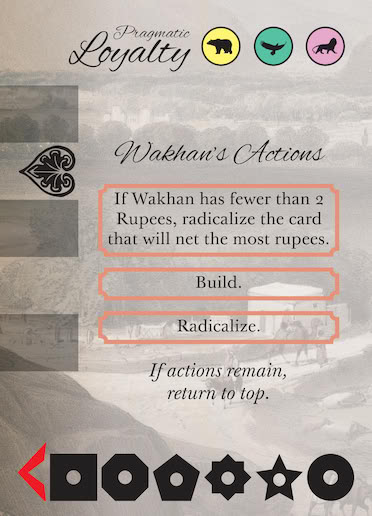 Pragmatic
Loyalty
Wakhan's Actions
If Wakhan has fewer than 2
Rupees, radicalize the card
that will net the most rupees.
Build.
Radicalize.
If actions remain,
return to top.